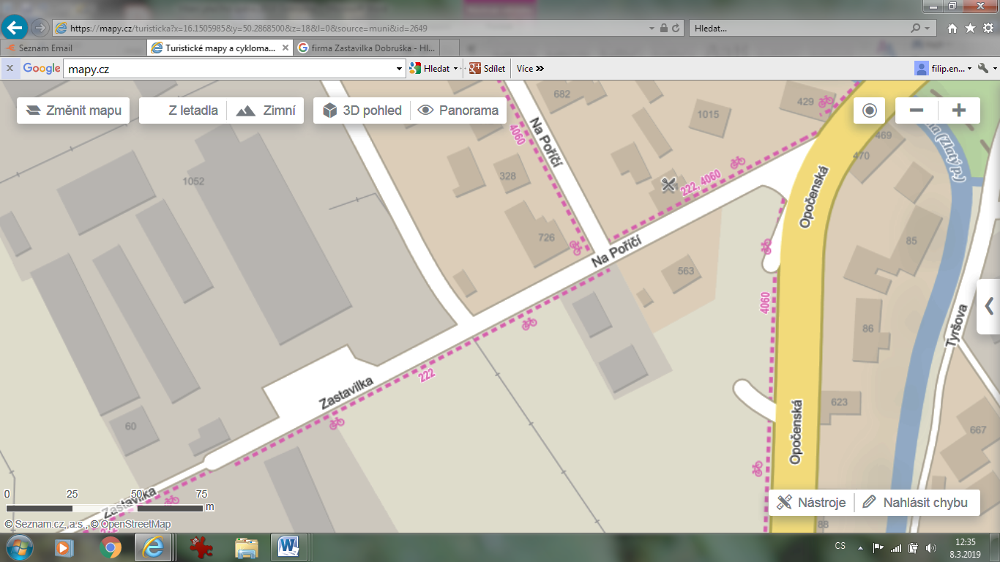 https://mapy.cz/turisticka?x=16.1505985&y=50.2868500&z=18&l=0&source=muni&id=2649
Hledat...
Seznam Email
Turistické mapy a cykloma...
firma Zastavilka Dobruška - Hl...
Google
mapy.cz
Hledat
Sdílet
Více
filip.en...
Změnit mapu
Z letadla
Zimní
3D pohled
Panorama
682
429
1015
469
470
4060
Na Poříčí
(Zlatý p.)
328
1052
222, 4060
Opočenská
726
Na Poříčí
85
563
4060
Tyršova
86
222
Zastavilka
623
Opočenská
60
667
0 25 50 75 m
Zastavilka
222
Nástroje
Nahlásit chybu
© Seznam.cz, a.s., © OpenStreetMap
88
CS
12:35
8.3.2019